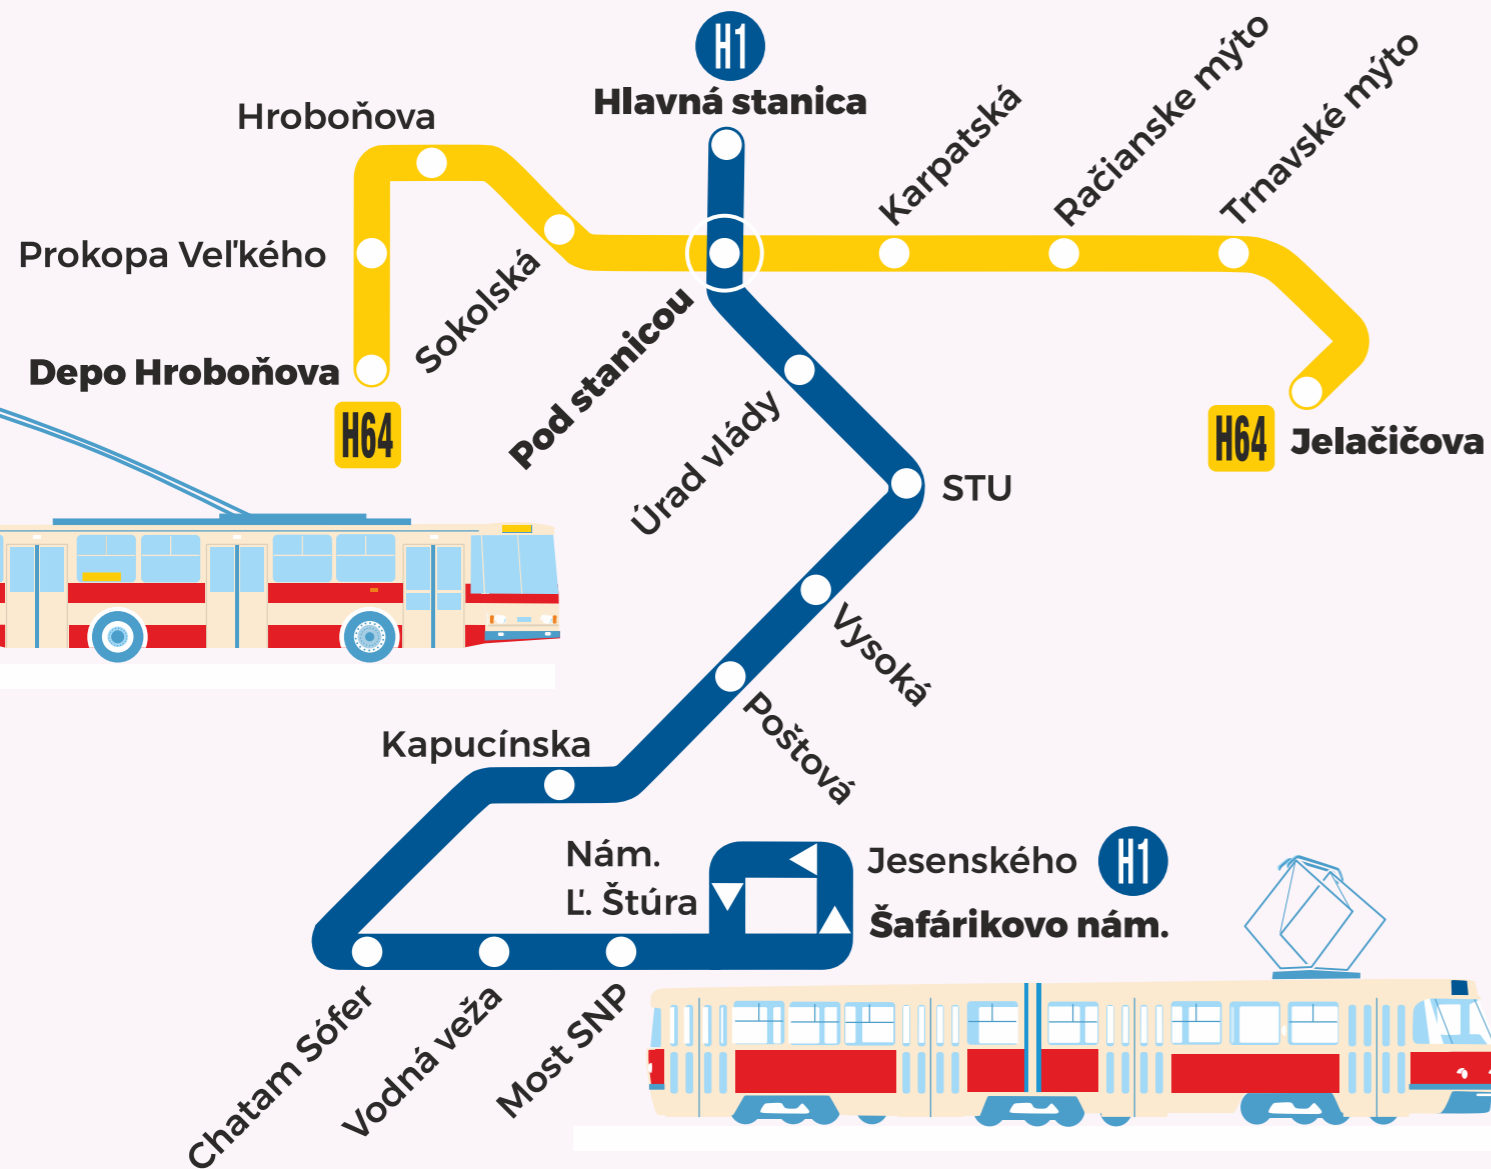 H1
Hlavná stanica
Hroboňova
Karpatská
Račianske mýto
Trnavské mýto
Prokopa Veľkého
Sokolská
Depo Hroboňova
H64
Pod stanicou
H64
Jelačičova
Úrad vlády
STU
Vysoká
Poštová
Kapucínska
Nám.
Ľ. Štúra
Jesenského
H1
Šafárikovo nám.
Chatam Sófer
Vodná veža
Most SNP